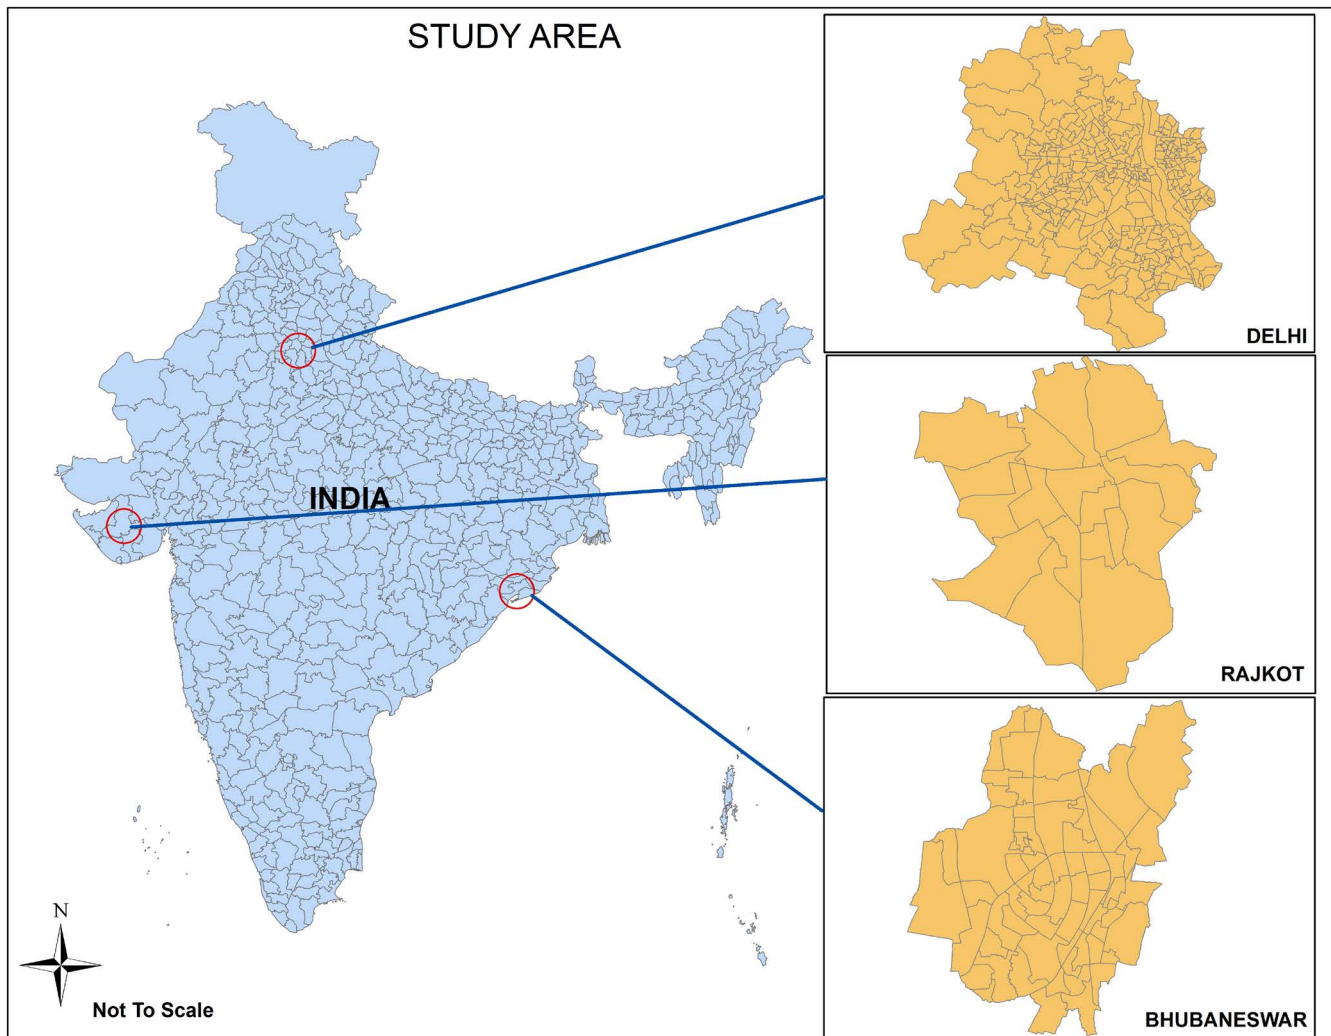 STUDY AREA
DELHI
INDIA
RAJKOT
N
Not To Scale
BHUBANESWAR